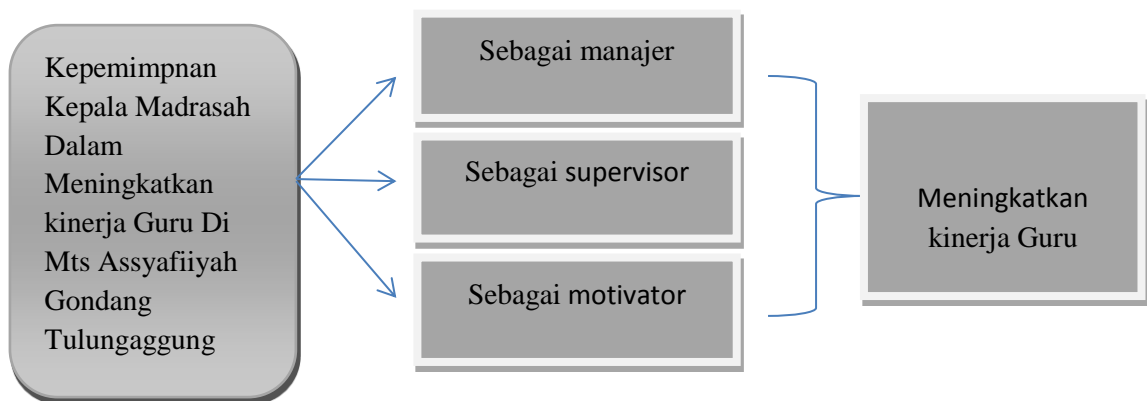 Kepemimpnan
Kepala Madrasah
Dalam
Meningkatkan
kinerja Guru Di
Mts Assyafiiyah
Gondang
Tulungaggung
Sebagai manajer
Sebagai supervisor
Sebagai motivator
Meningkatkan
kinerja Guru